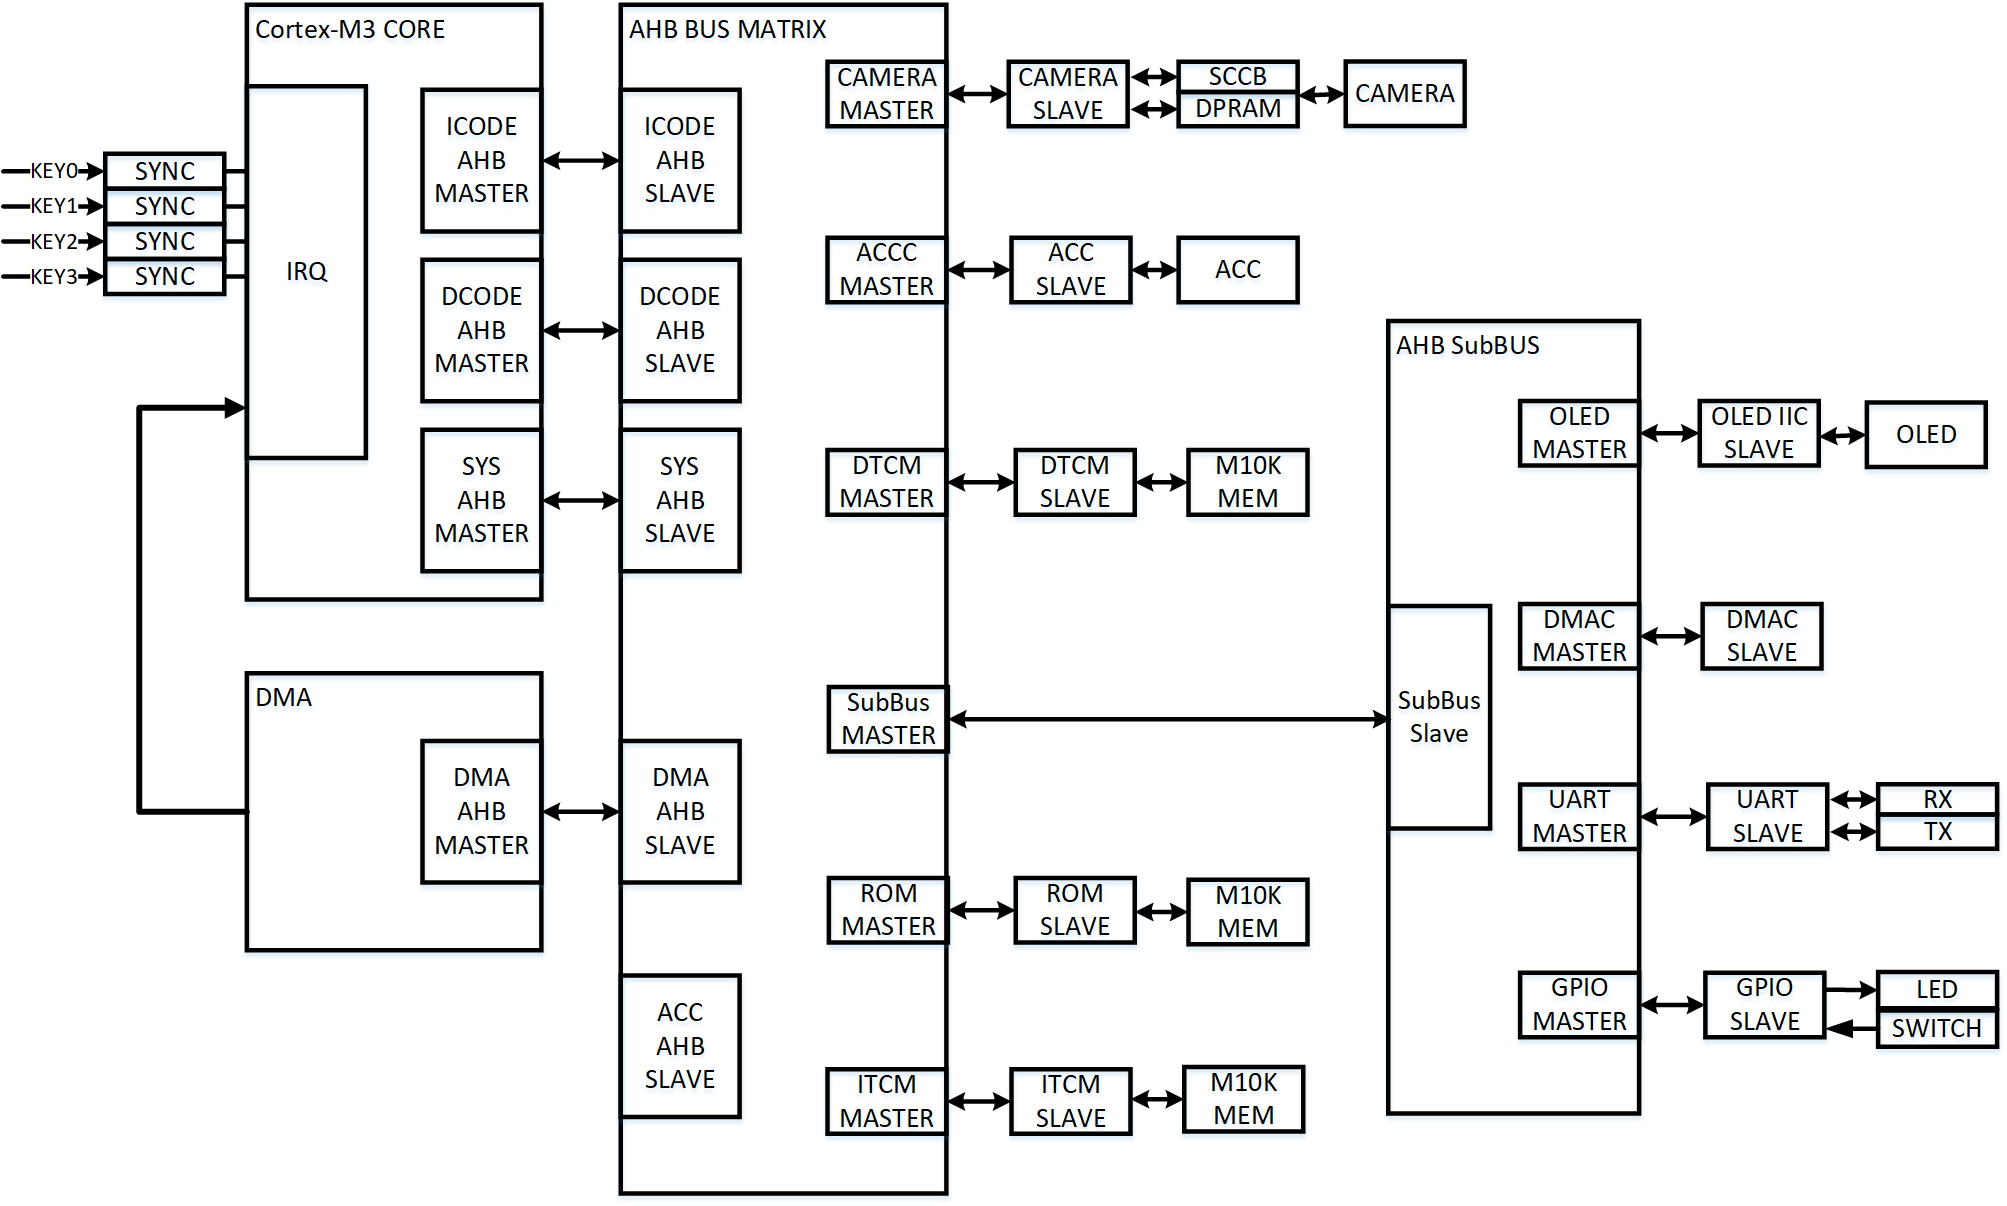 Cortex-M3 CORE
IRQ
ICODE
AHB
MASTER
DCODE
AHB
MASTER
SYS
AHB
MASTER
KEY0
SYNC
KEY1
SYNC
KEY2
SYNC
KEY3
SYNC
DMA
DMA
AHB
MASTER
AHB BUS MATRIX
ICODE
AHB
SLAVE
DCODE
AHB
SLAVE
SYS
AHB
SLAVE
DMA
AHB
SLAVE
ACC
AHB
SLAVE
CAMERA
MASTER
CAMERA
SLAVE
SCCB
DPRAM
CAMERA
ACCC
MASTER
ACC
SLAVE
ACC
DTCM
MASTER
DTCM
SLAVE
M10K
MEM
SubBus
MASTER
ROM
MASTER
ROM
SLAVE
M10K
MEM
ITCM
MASTER
ITCM
SLAVE
M10K
MEM
AHB SubBUS
SubBus
Slave
OLED
MASTER
OLED IIC
SLAVE
OLED
DMAC
MASTER
DMAC
SLAVE
UART
MASTER
UART
SLAVE
RX
TX
GPIO
MASTER
GPIO
SLAVE
LED
SWITCH